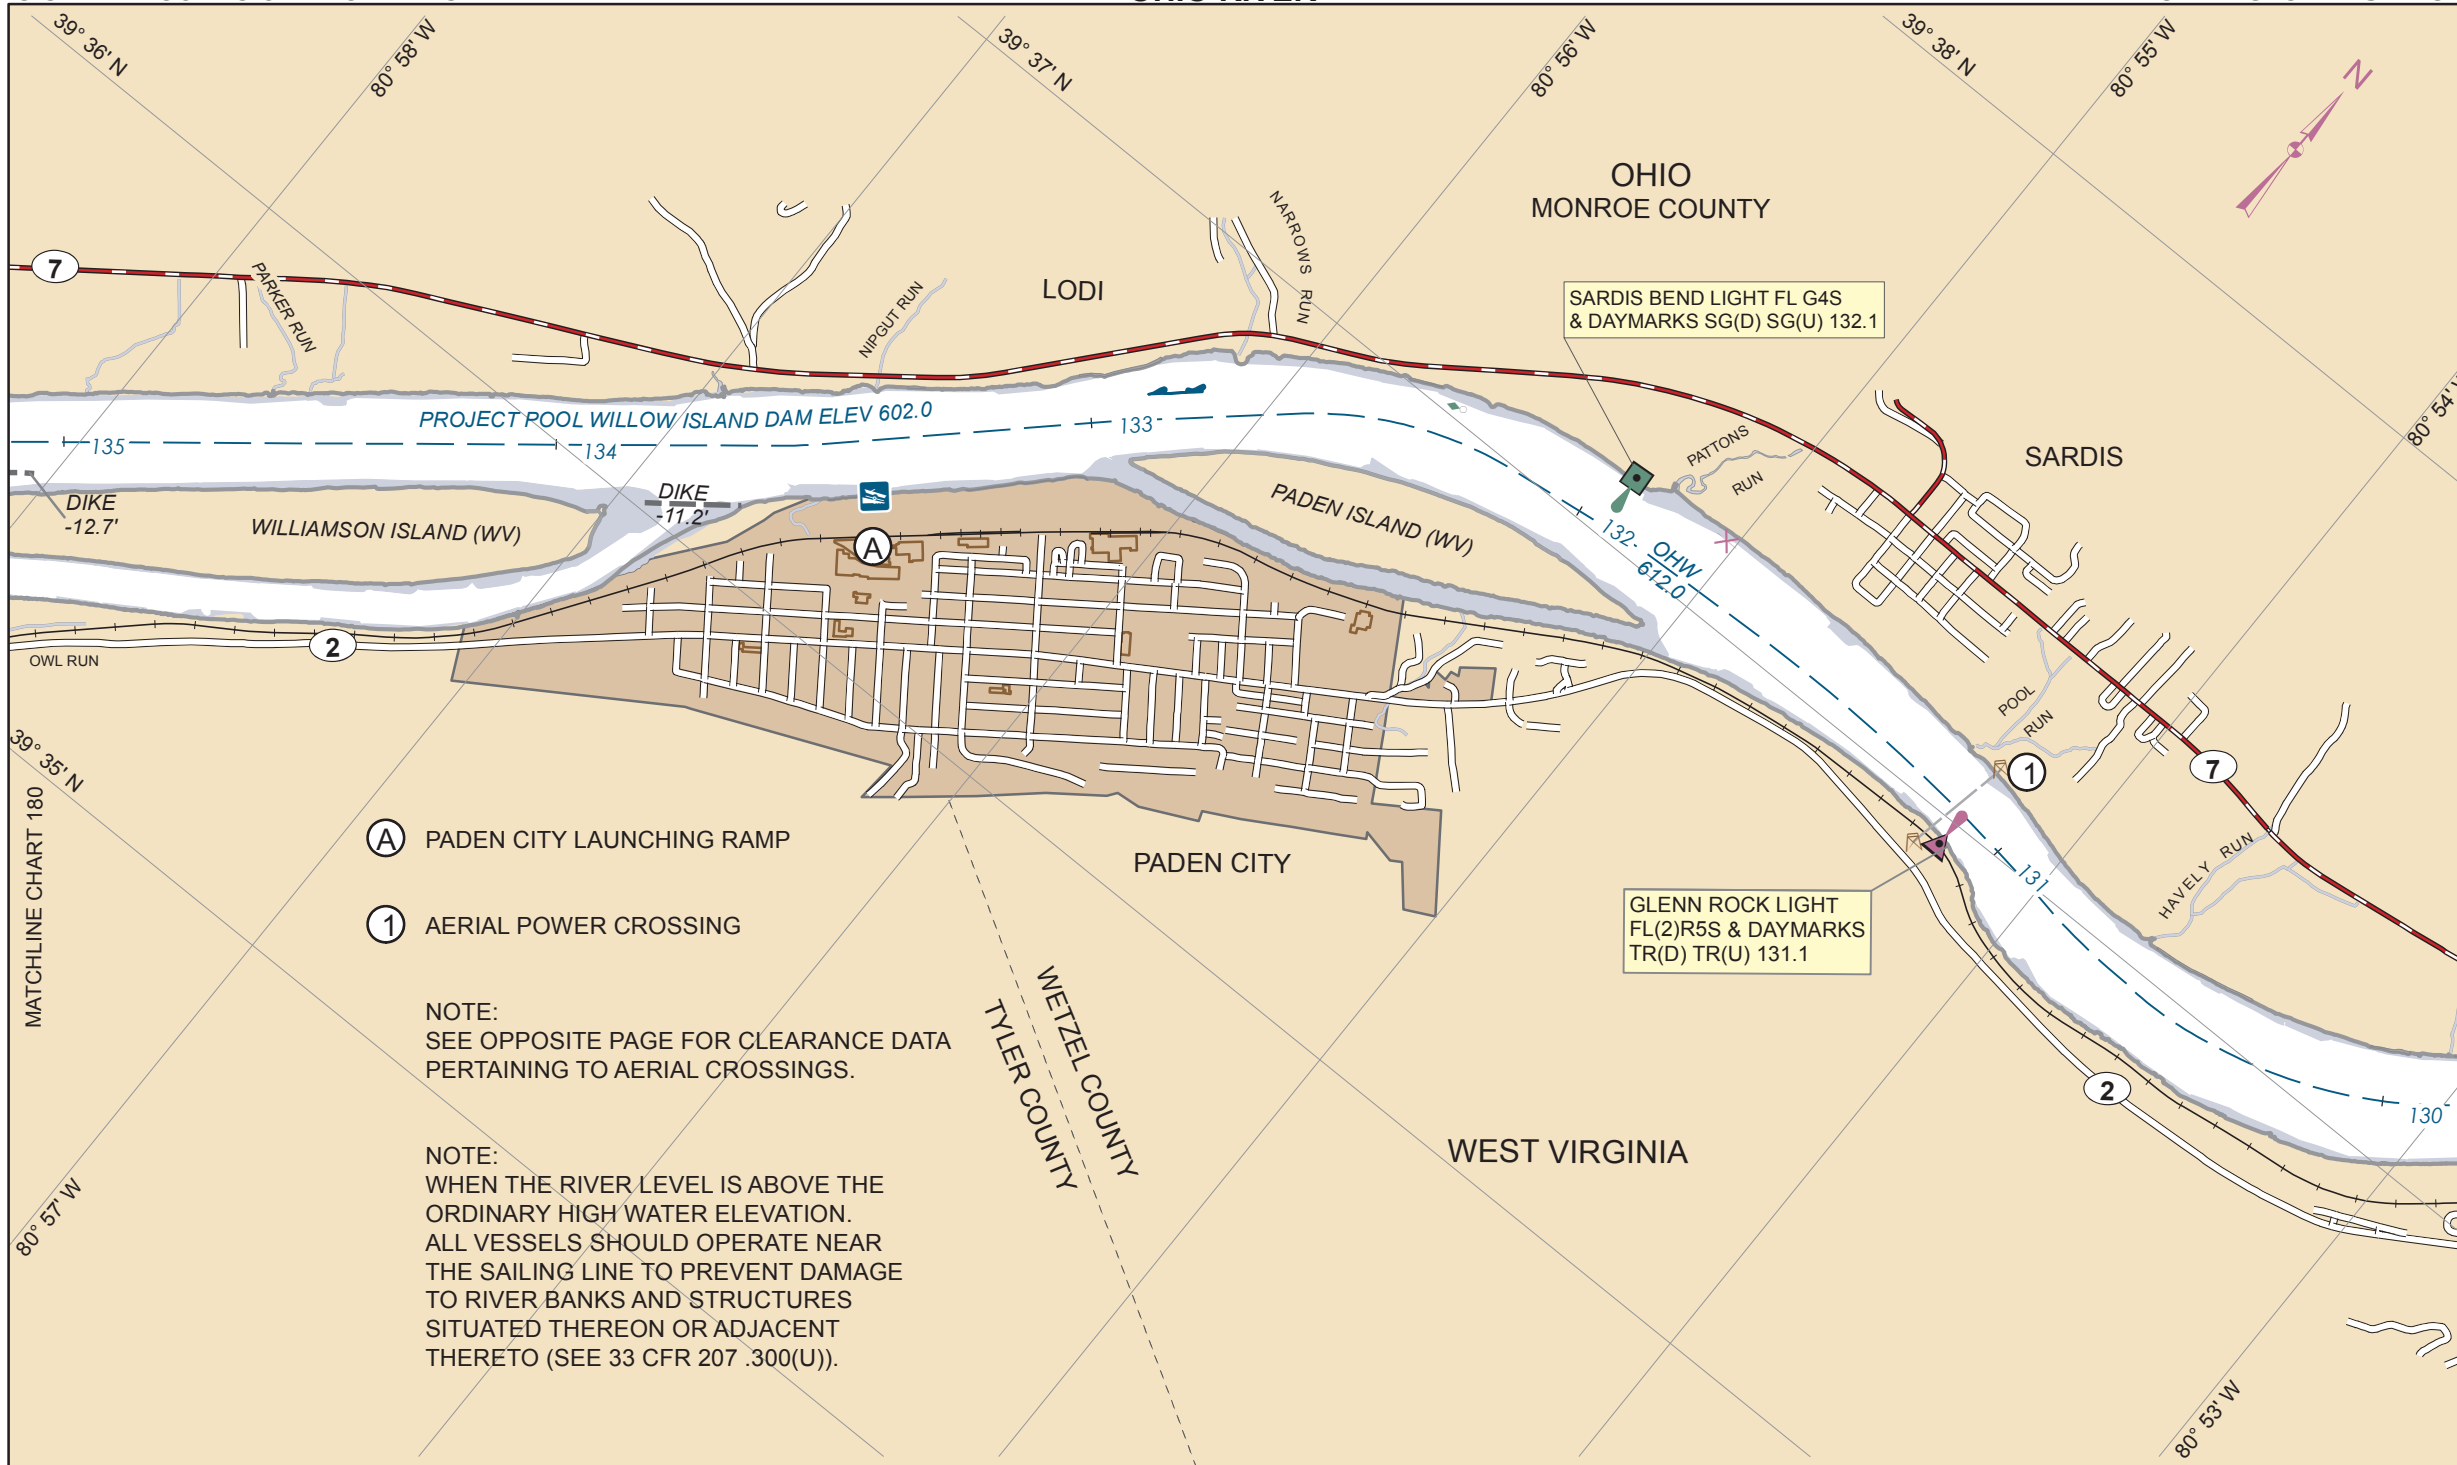 OHIO RIVER
39° 36' N
80° 58' W
39° 37' N
80° 56' W
39° 38' N
80° 55' W
N
OHIO
MONROE COUNTY
7
PARKER RUN
NIPGUT RUN
LODI
NARROWS RUN
SARDIS BEND LIGHT FL G4S
& DAYMARKS SG(D) SG(U) 132.1
80° 54' W
PROJECT POOL WILLOW ISLAND DAM ELEV 602.0
135
134
133
PATTONS
RUN
SARDIS
DIKE
-12.7'
WILLIAMSON ISLAND (WV)
DIKE
-11.2'
PADEN ISLAND (WV)
132
OHW
612.0
A
2
OWL RUN
POOL
RUN
1
7
39° 35' N
MATCHLINE CHART 180
A PADEN CITY LAUNCHING RAMP
1 AERIAL POWER CROSSING
PADEN CITY
131
HAVELY RUN
GLENN ROCK LIGHT
FL(2)R5S & DAYMARKS
TR(D) TR(U) 131.1
NOTE:
SEE OPPOSITE PAGE FOR CLEARANCE DATA
PERTAINING TO AERIAL CROSSINGS.
WETZEL COUNTY
TYLER COUNTY
2
130
WEST VIRGINIA
NOTE:
WHEN THE RIVER LEVEL IS ABOVE THE
ORDINARY HIGH WATER ELEVATION.
ALL VESSELS SHOULD OPERATE NEAR
THE SAILING LINE TO PREVENT DAMAGE
TO RIVER BANKS AND STRUCTURES
SITUATED THEREON OR ADJACENT
THERETO (SEE 33 CFR 207 .300(U)).
80° 57' W
80° 53' W